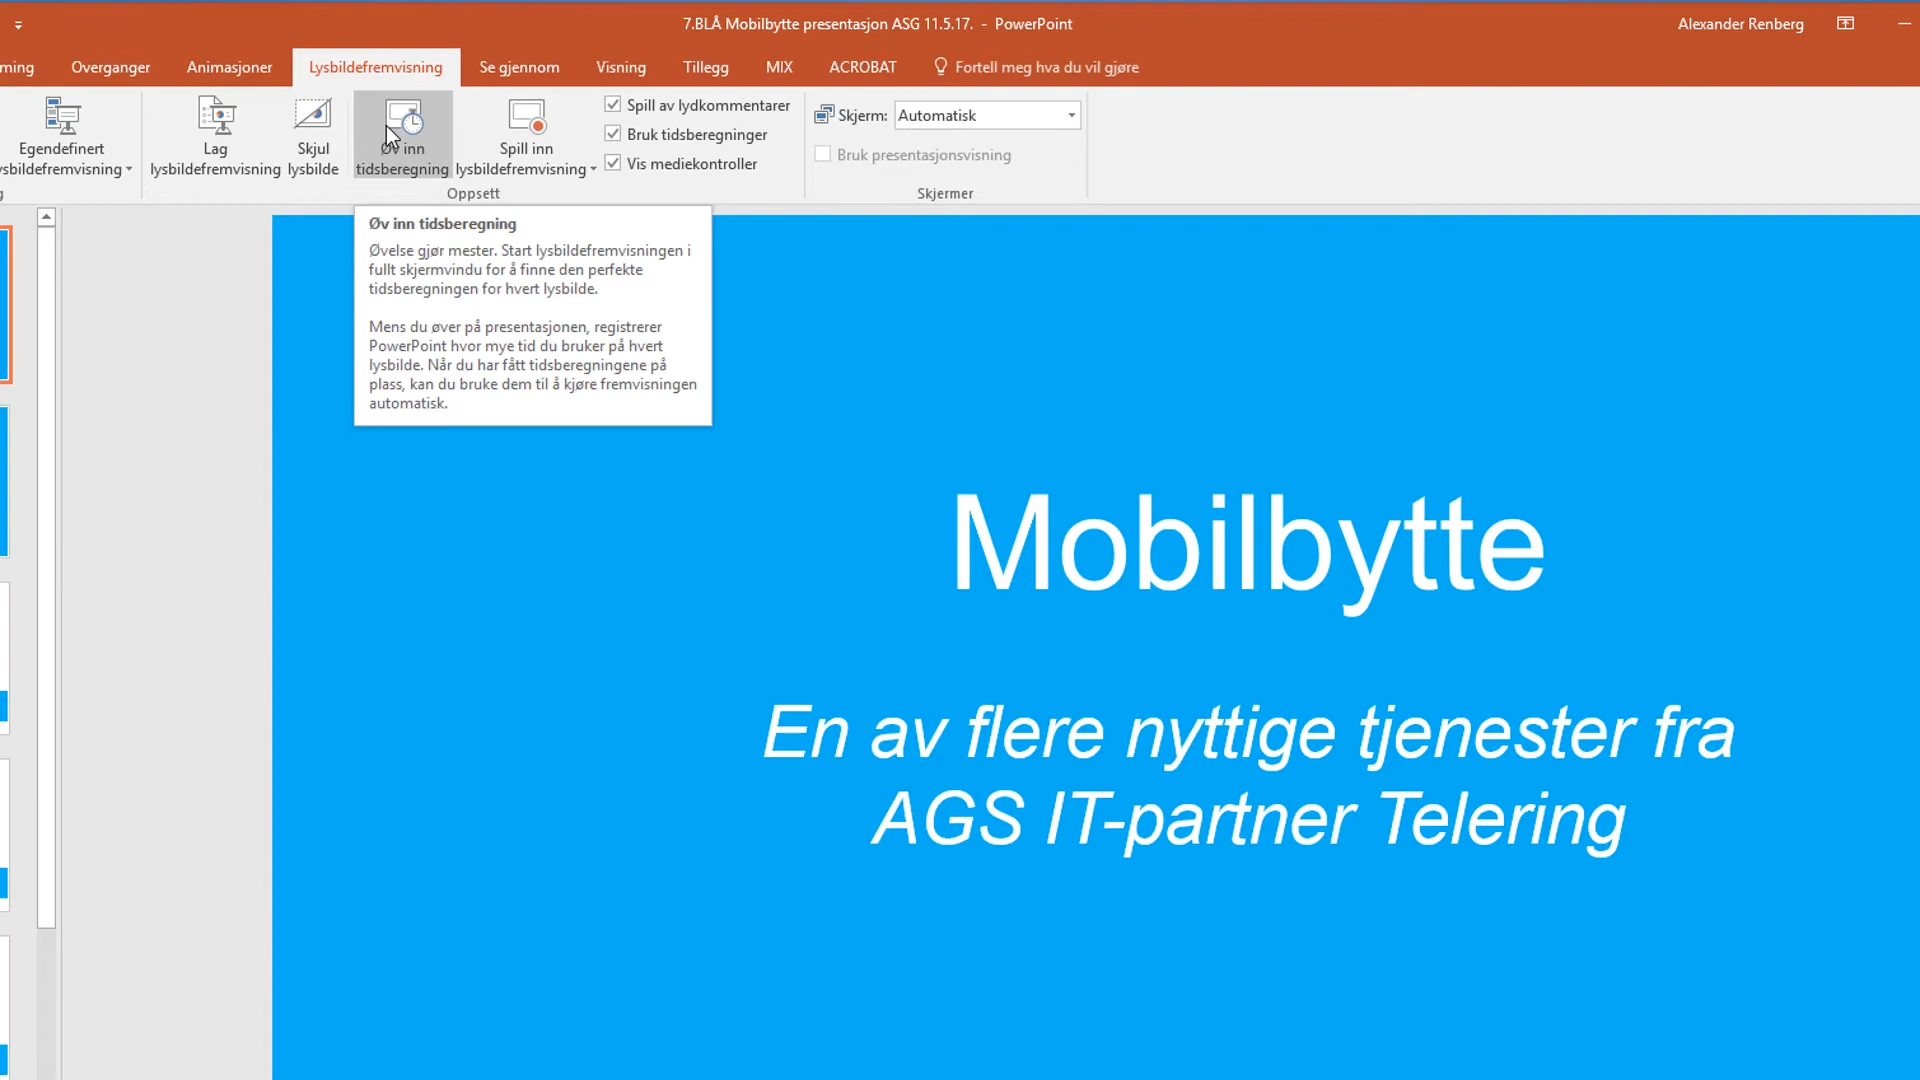 7.BLÅ Mobilbytte presentasjon ASG 11.5.17. - PowerPoint
Alexander Renberg
ming
Overganger
Animasjoner
Lysbildefremvisning
Se gjennom
Visning
Tillegg
MIX
ACROBAT
Fortell meg hva du vil gjøre
Egendefinert
ysbildefremvisning
Lag
lysbildefremvisning
Skjul
lysbilde
Øv inn
tidsberegning
Spill inn
lysbildefremvisning
Spill av lydkommentarer
Bruk tidsberegninger
Vis mediekontroller
Oppsett
Skjerm:
Automatisk
Bruk presentasjonsvisning
Skjermer
Øv inn tidsberegning
Øvelse gjør mester. Start lysbildefremvisningen i
fullt skjermvindu for å finne den perfekte
tidsberegningen for hvert lysbilde.
Mens du øver på presentasjonen, registrerer
PowerPoint hvor mye tid du bruker på hvert
lysbilde. Når du har fått tidsberegningene på
plass, kan du bruke dem til å kjøre fremvisningen
automatisk.
Mobilbytte
En av flere nyttige tjenester fra
AGS IT-partner Telering